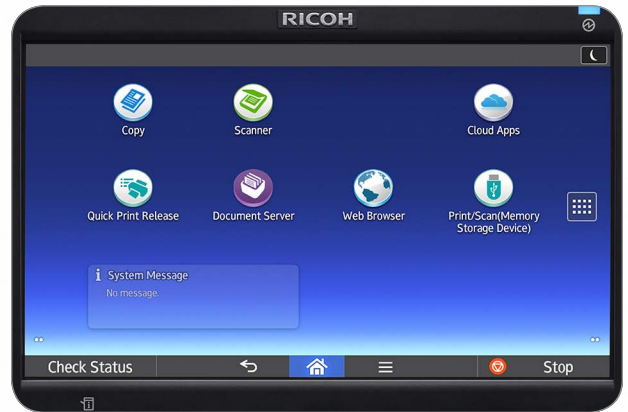 RICOH
Copy
Scanner
Cloud Apps
Quick Print Release
Document Server
Web Browser
Print/Scan(Memory
Storage Device)
System Message
No message.
Check Status
Stop